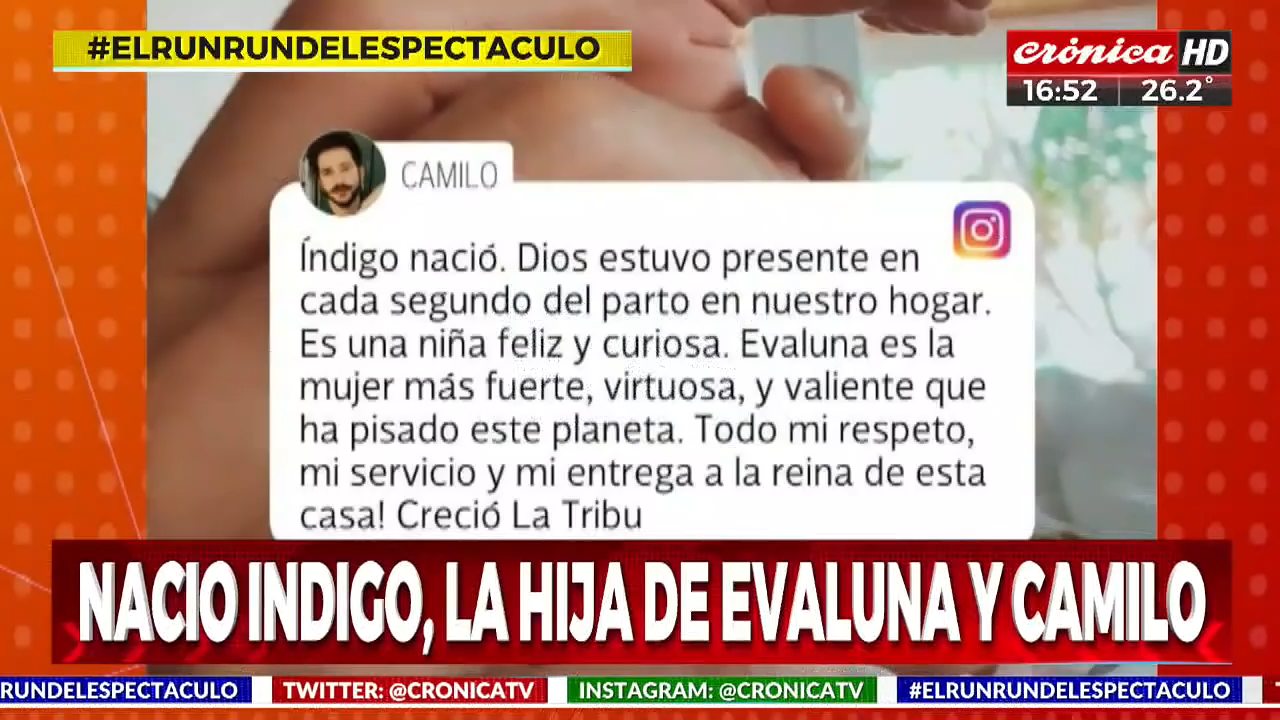 #ELRUNRUNDELESPECTACULO
crónica HD
16:52 26.2°
CAMILO
Índigo nació. Dios estuvo presente en
cada segundo del parto en nuestro hogar.
Es una niña feliz y curiosa. Evaluna es la
mujer más fuerte, virtuosa, y valiente que
ha pisado este planeta. Todo mi respeto,
mi servicio y mi entrega a la reina de esta
casa! Creció La Tribu
NACIO INDIGO, LA HIJA DE EVALUNA Y CAMILO
RUNDELESPECTACULO TWITTER: @CRONICATV INSTAGRAM: @CRONICATV #ELRUNRUNDELESPECTACULO